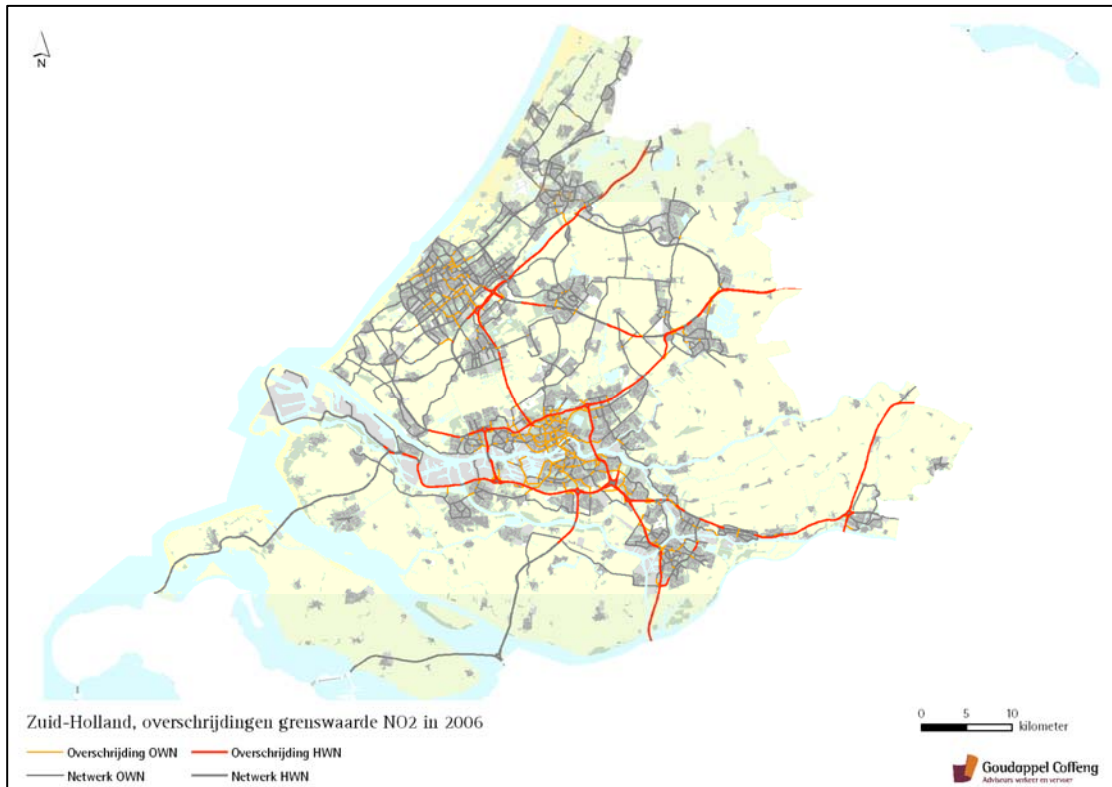 N
Zuid-Holland, overschrijdingen grenswaarde NO2 in 2006
Overschrijding OWN
Overschrijding HWN
Netwerk OWN
Netwerk HWN
0 5 10
kilometer
Goudappel Coffeng
Adviseurs verkeer en vervoer